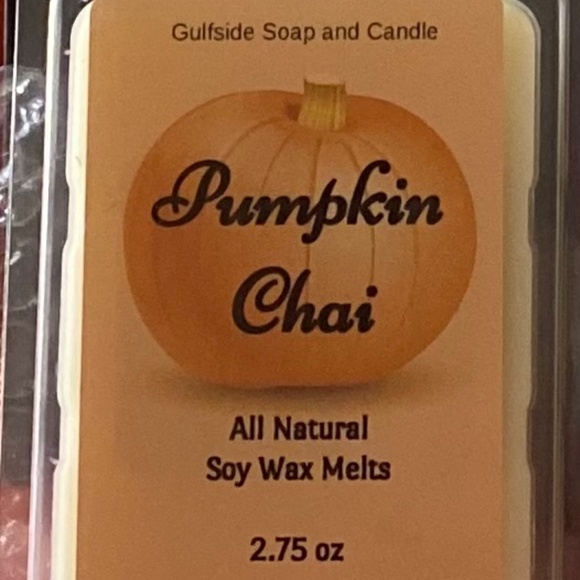 Gulfside Soap and Candle
Pumpkin
Chai
All Natural
Soy Wax Melts
2.75 oz